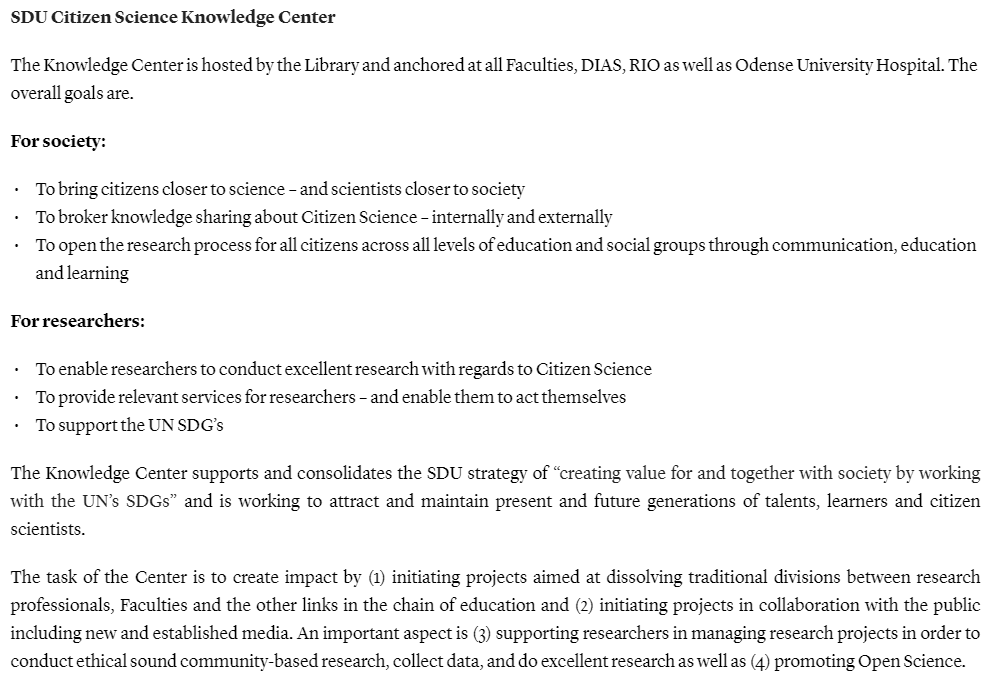 SDU Citizen Science Knowledge Center
The Knowledge Center is hosted by the Library and anchored at all Faculties, DIAS, RIO as well as Odense University Hospital. The
overall goals are.
For society:
· To bring citizens closer to science – and scientists closer to society
· To broker knowledge sharing about Citizen Science – internally and externally
· To open the research process for all citizens across all levels of education and social groups through communication, education
and learning
For researchers:
· To enable researchers to conduct excellent research with regards to Citizen Science
· To provide relevant services for researchers – and enable them to act themselves
· To support the UN SDG’s
The Knowledge Center supports and consolidates the SDU strategy of “creating value for and together with society by working
with the UN’s SDGs” and is working to attract and maintain present and future generations of talents, learners and citizen
scientists.
The task of the Center is to create impact by (1) initiating projects aimed at dissolving traditional divisions between research
professionals, Faculties and the other links in the chain of education and (2) initiating projects in collaboration with the public
including new and established media. An important aspect is (3) supporting researchers in managing research projects in order to
conduct ethical sound community-based research, collect data, and do excellent research as well as (4) promoting Open Science.